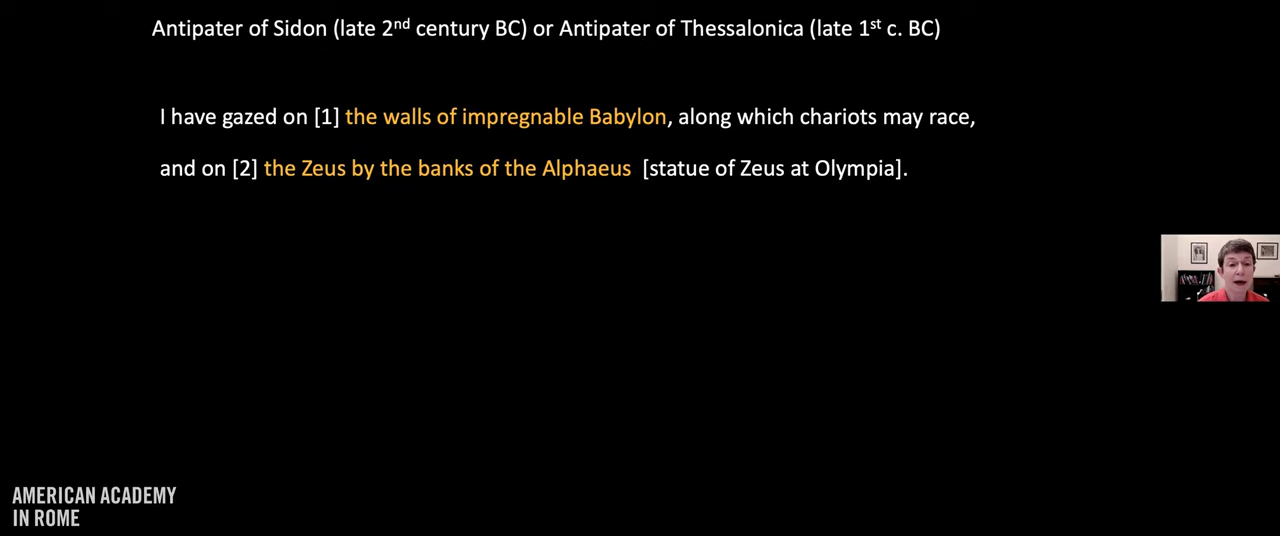 Antipater of Sidon (late 2nd century BC) or Antipater of Thessalonica (late 1st c. BC)
I have gazed on [1] the walls of impregnable Babylon, along which chariots may race,
and on [2] the Zeus by the banks of the Alphaeus [statue of Zeus at Olympia].
AMERICAN ACADEMY
IN ROME